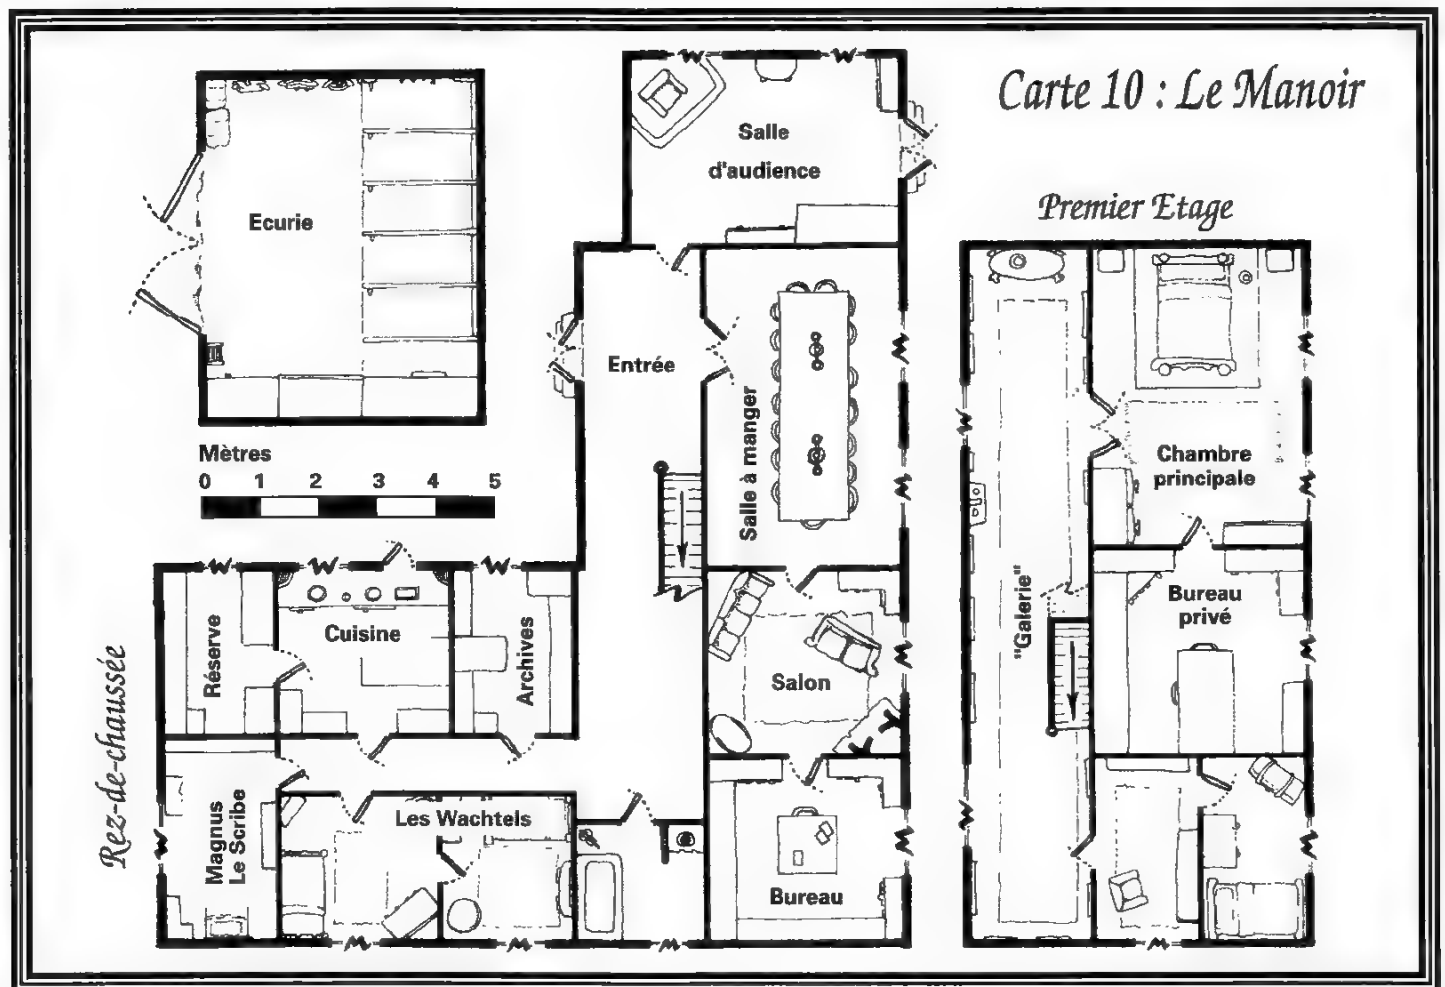 Carte 10 : Le Manoir
Salle
d'audience
Ecurie
Premier Etage
Entrée
Salle à manger
Mètres
0 1 2 3 4 5
Chambre
principale
Réserve
Cuisine
Archives
Salon
"Galerie"
Bureau
privé
Rez-de-chaussée
Magnus
Le Scribe
Les Wachtels
Bureau